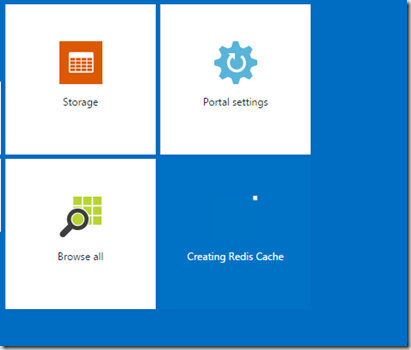 Storage
Portal settings
Browse all
Creating Redis Cache